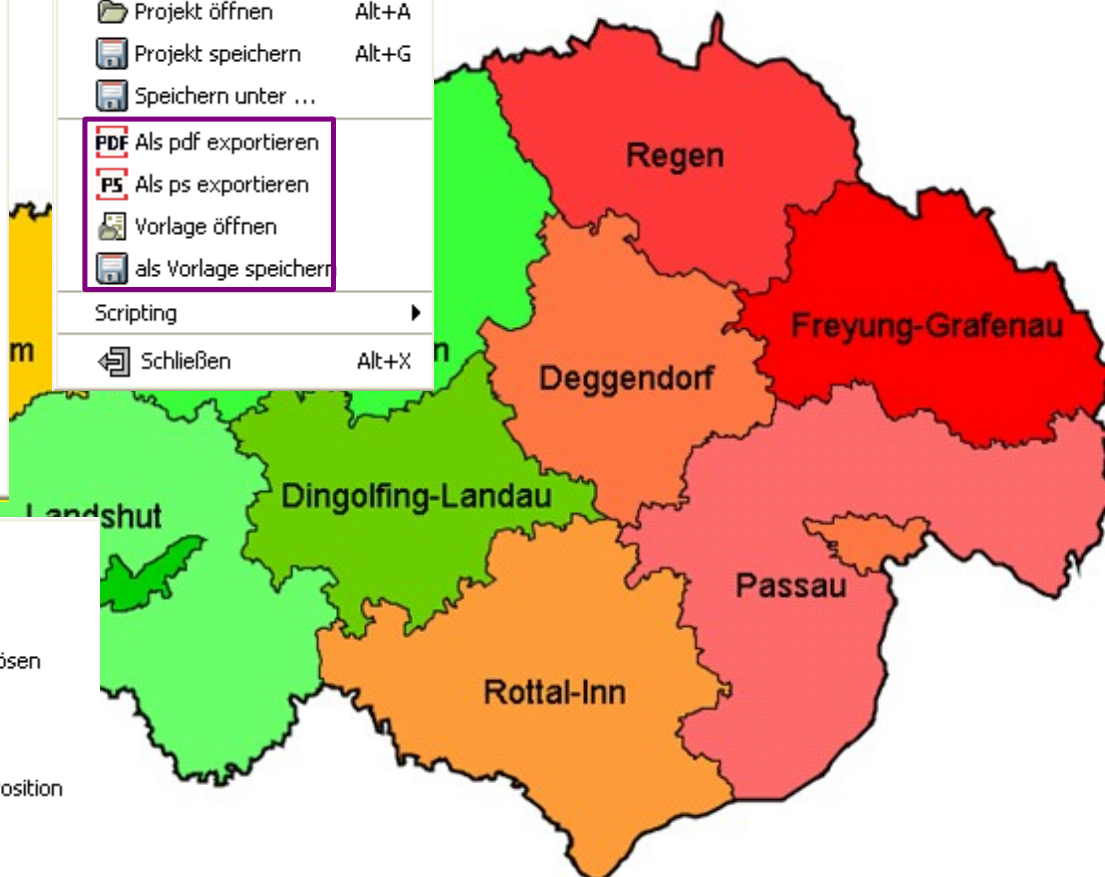 Projekt öffnen Alt+A
Projekt speichern Alt+G
Speichern unter ...
PDF Als pdf exportieren
PS Als ps exportieren
Vorlage öffnen
als Vorlage speichern
Scripting
Schließen Alt+X
m
n
Regen
Freyung-Grafenau
Deggendorf
Dingolfing-Landau
Landshut
Passau
Rottal-Inn
ösen
osition